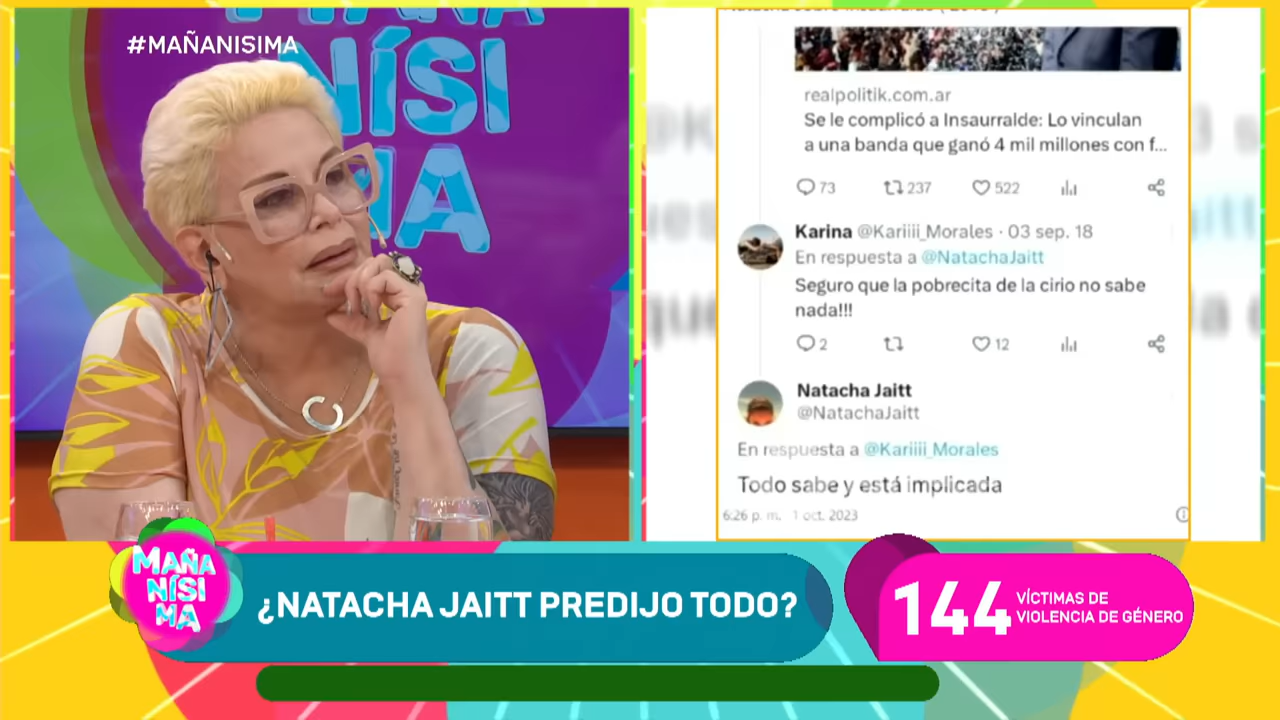 #MAÑANISIMA
MAÑA
NÍSI
MA
realpolitik.com.ar
Se le complicó a Insaurralde: Lo vinculan
a una banda que ganó 4 mil millones con f...
73
237
522
Karina @Kariiii_Morales · 03 sep. 18
En respuesta a @NatachaJaitt
Seguro que la pobrecita de la cirio no sabe
nada!!!
2
12
Natacha Jaitt
@NatachaJaitt
En respuesta a @Kariiii_Morales
Todo sabe y está implicada
6:26 p. m. 1 oct. 2023
MAÑA
NÍSI
MA
¿NATACHA JAITT PREDIJO TODO?
144
VÍCTIMAS DE
VIOLENCIA DE GÉNERO